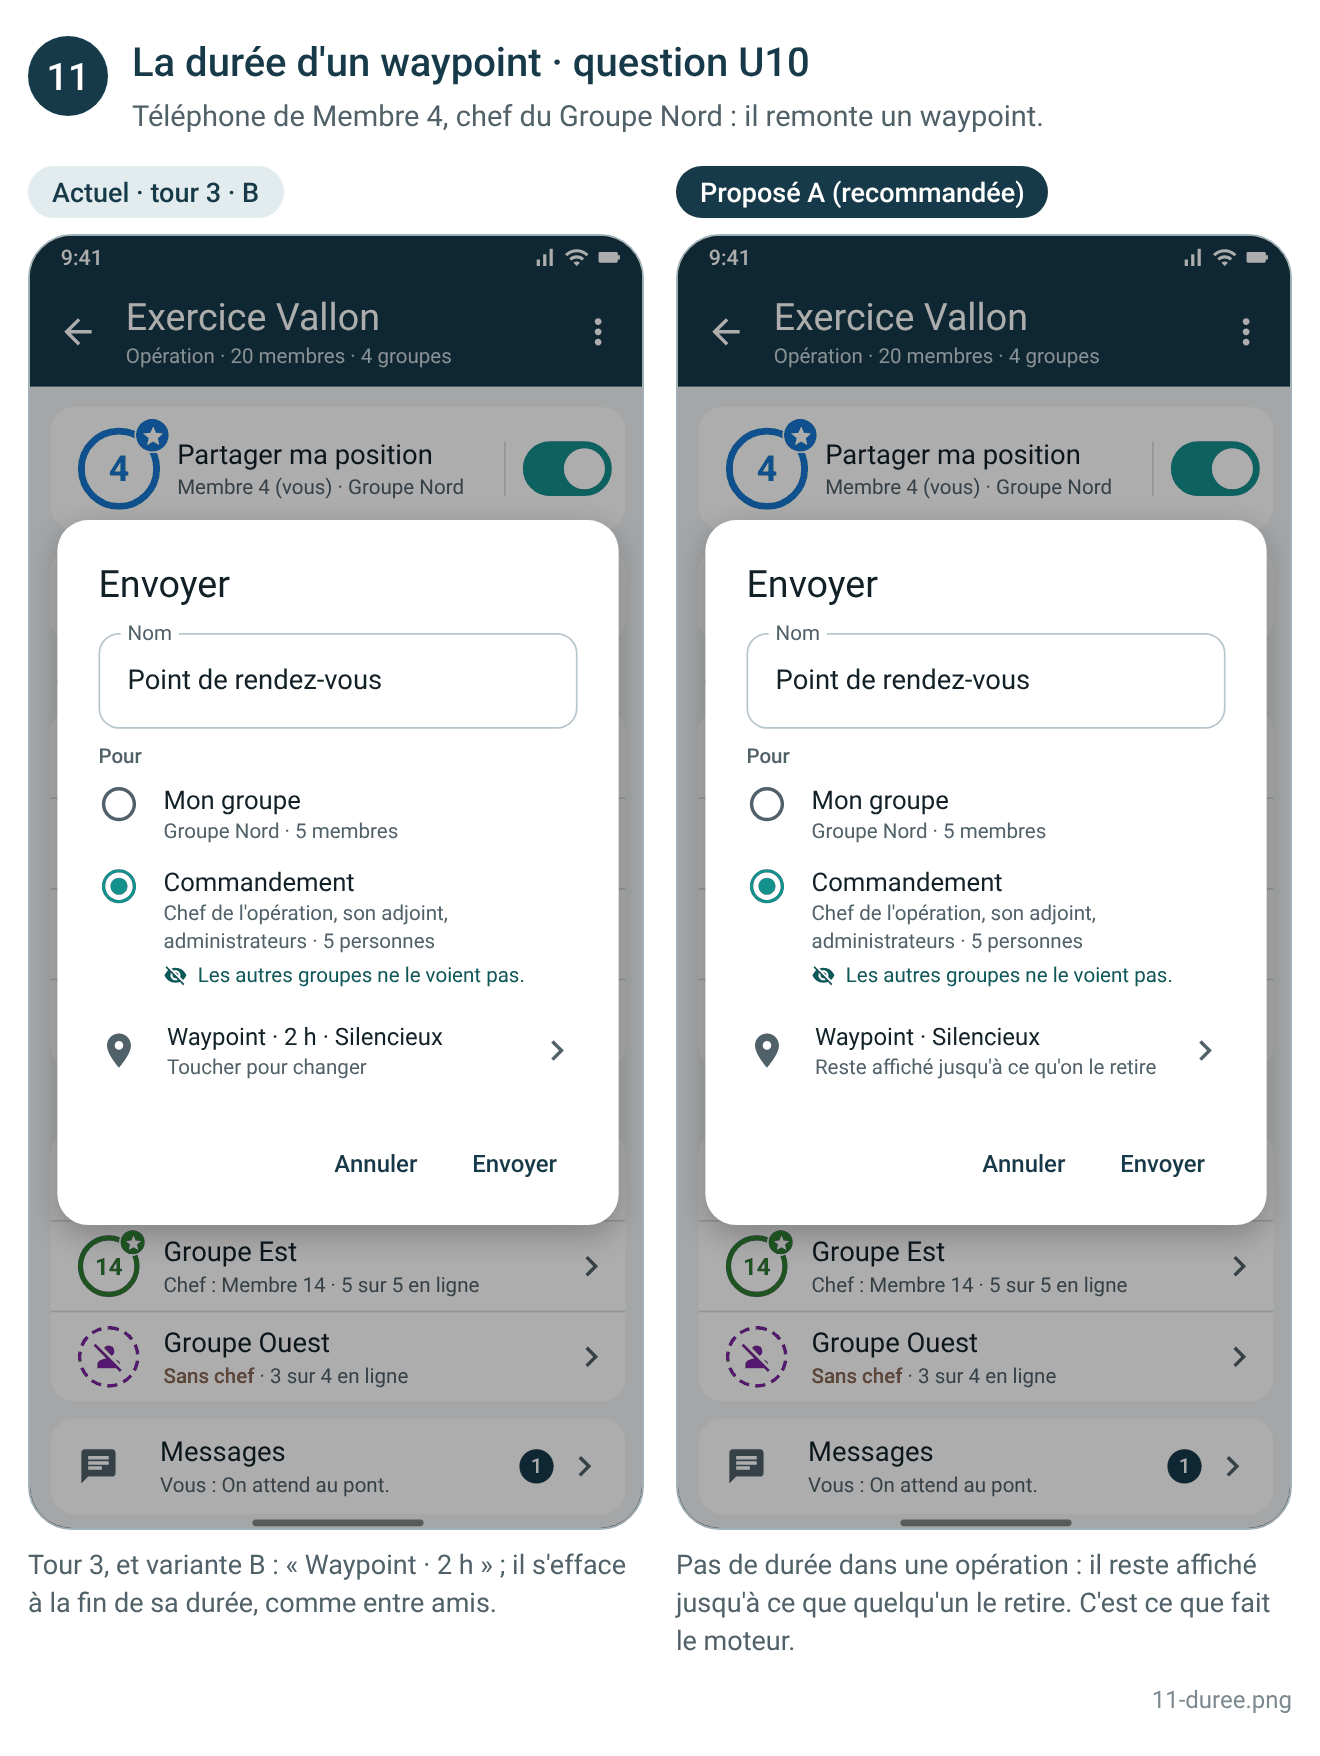 11
La durée d'un waypoint · question U10
Téléphone de Membre 4, chef du Groupe Nord : il remonte un waypoint.
Actuel · tour 3 · B
9:41
Exercice Vallon
Opération · 20 membres · 4 groupes
4
Partager ma position
Membre 4 (vous) · Groupe Nord
Envoyer
Nom
Point de rendez-vous
Pour
Mon groupe
Groupe Nord · 5 membres
Commandement
Chef de l'opération, son adjoint,
administrateurs · 5 personnes
Les autres groupes ne le voient pas.
Waypoint · 2 h · Silencieux
Toucher pour changer
Annuler Envoyer
14
Groupe Est
Chef : Membre 14 · 5 sur 5 en ligne
Groupe Ouest
Sans chef · 3 sur 4 en ligne
Messages
Vous : On attend au pont.
1
Tour 3, et variante B : « Waypoint · 2 h » ; il s'efface
à la fin de sa durée, comme entre amis.
Proposé A (recommandée)
9:41
Exercice Vallon
Opération · 20 membres · 4 groupes
4
Partager ma position
Membre 4 (vous) · Groupe Nord
Envoyer
Nom
Point de rendez-vous
Pour
Mon groupe
Groupe Nord · 5 membres
Commandement
Chef de l'opération, son adjoint,
administrateurs · 5 personnes
Les autres groupes ne le voient pas.
Waypoint · Silencieux
Reste affiché jusqu'à ce qu'on le retire
Annuler Envoyer
14
Groupe Est
Chef : Membre 14 · 5 sur 5 en ligne
Groupe Ouest
Sans chef · 3 sur 4 en ligne
Messages
Vous : On attend au pont.
1
Pas de durée dans une opération : il reste affiché
jusqu'à ce que quelqu'un le retire. C'est ce que fait
le moteur.
11-duree.png